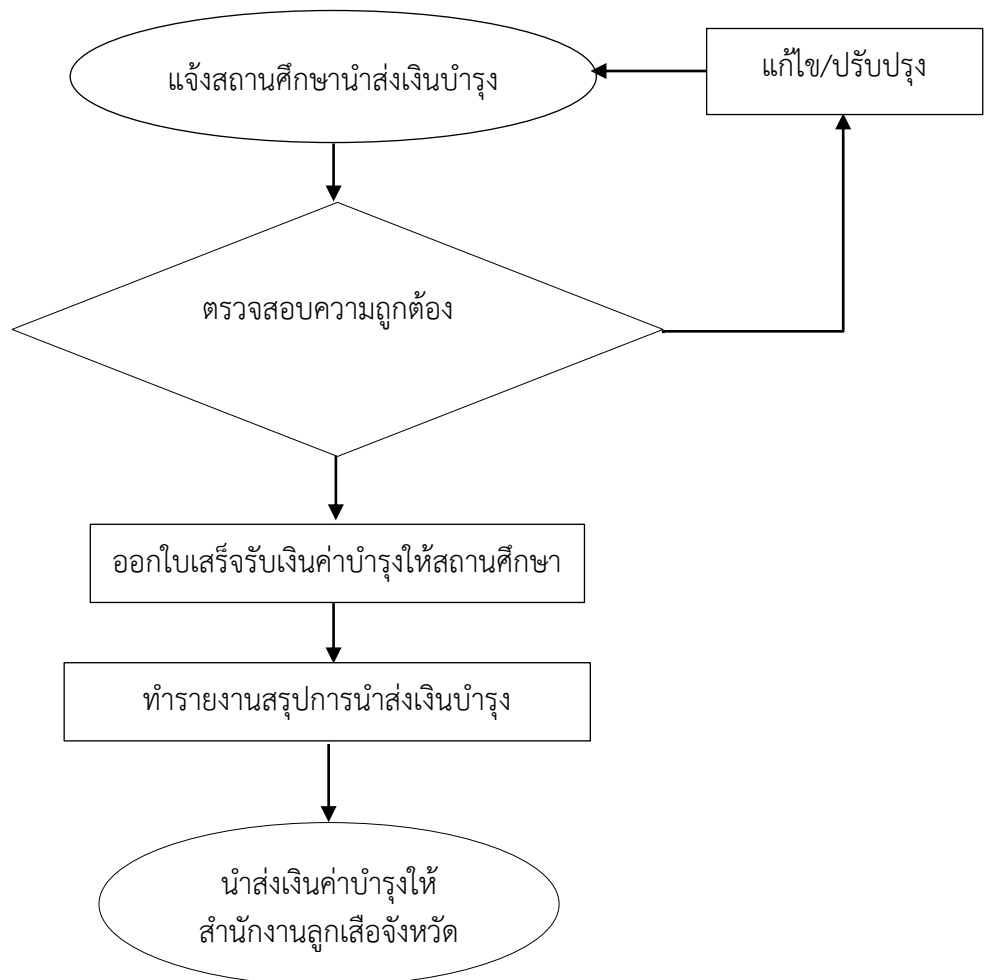 แจ้งสถานศึกษานำส่งเงินบำรุง
แก้ไข/ปรับปรุง
ตรวจสอบความถูกต้อง
ออกใบเสร็จรับเงินค่าบำรุงให้สถานศึกษา
ทำรายงานสรุปการนำส่งเงินบำรุง
นำส่งเงินค่าบำรุงให้
สำนักงานลูกเสือจังหวัด